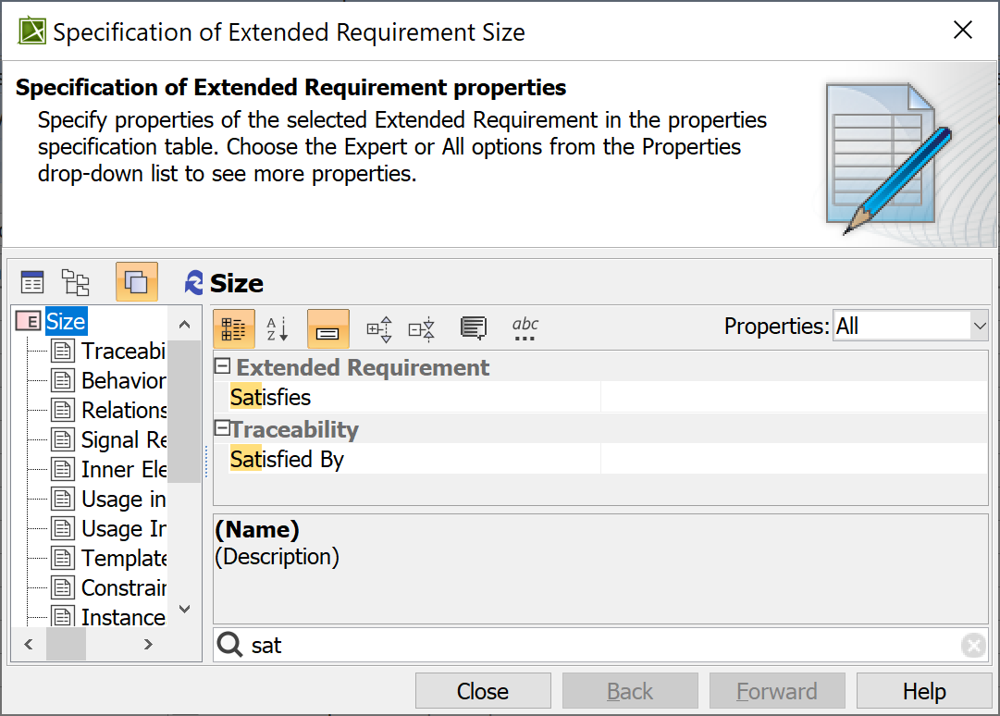 Specification of Extended Requirement Size
Specification of Extended Requirement properties
Specify properties of the selected Extended Requirement in the properties
specification table. Choose the Expert or All options from the Properties
drop-down list to see more properties.
Size
E Size
Traceabi
Behavior
Relations
Signal Re
Inner Ele
Usage in
Usage In
Template
Constrain
Instance
A
Z
abc
...
Properties: All
Extended Requirement
Satisfies
Traceability
Satisfied By
(Name)
(Description)
sat
Close
Back
Forward
Help